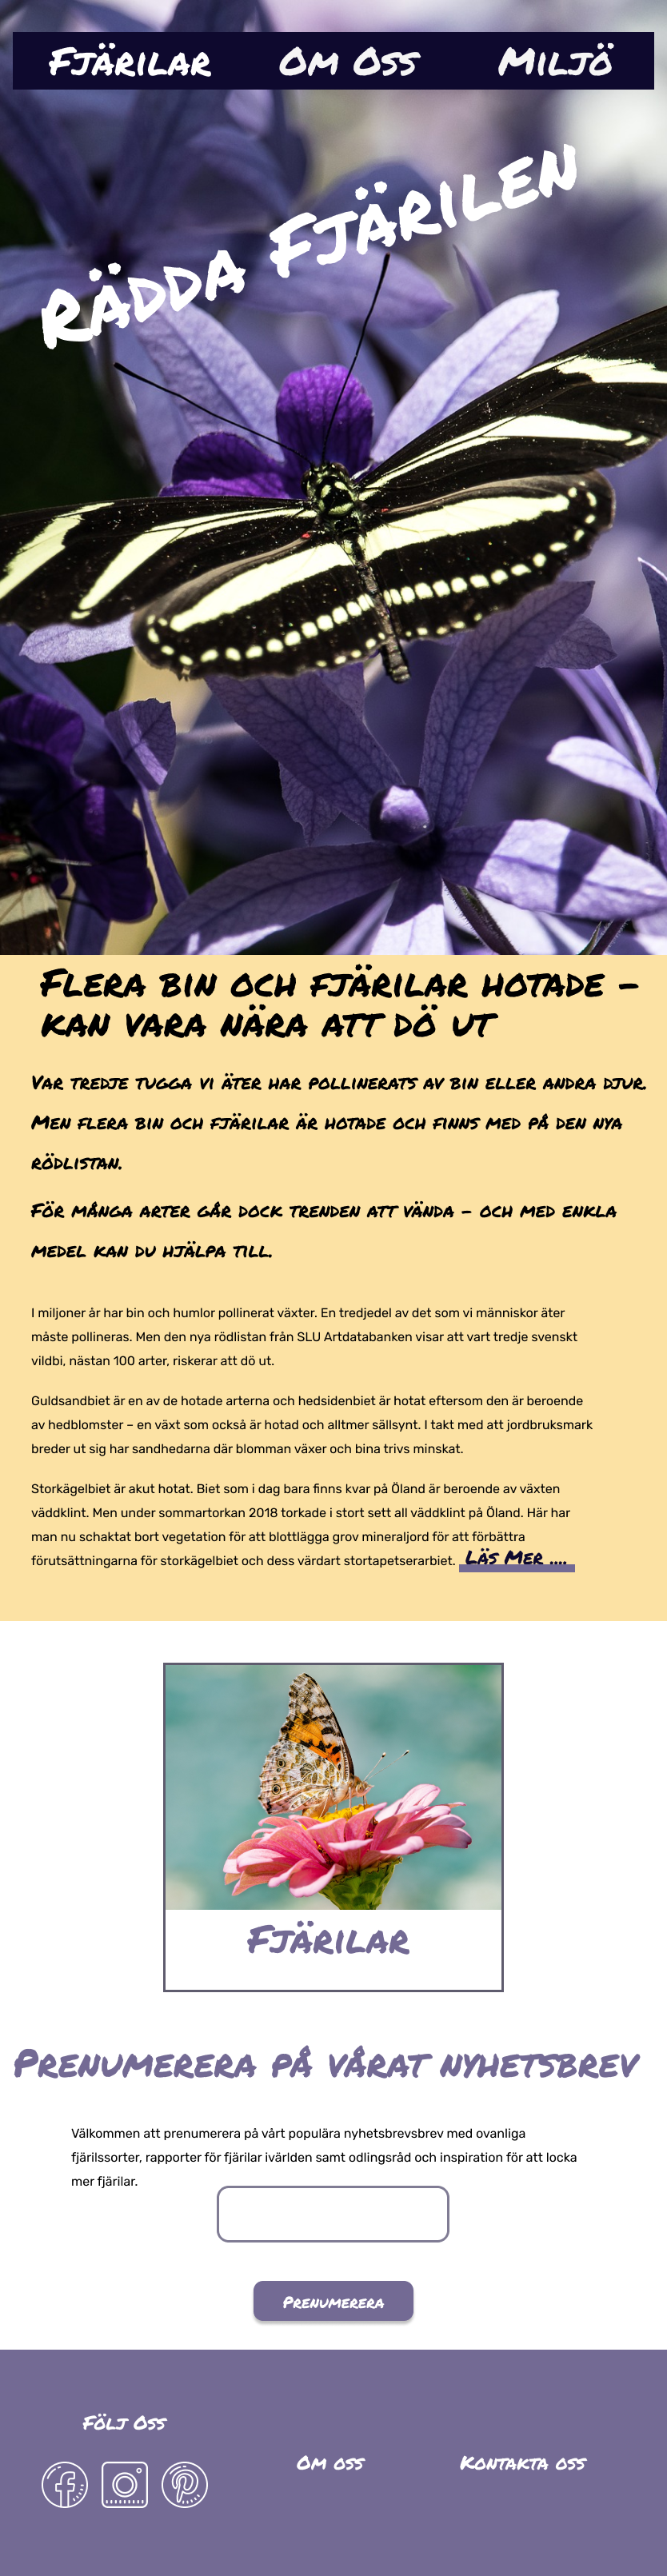 Fjärilar Om Oss Miljö
Rädda Fjärilen
Flera bin och fjärilar hotade –
kan vara nära att dö ut
Var tredje tugga vi äter har pollinerats av bin eller andra djur.
Men flera bin och fjärilar är hotade och finns med på den nya
rödlistan.
För många arter går dock trenden att vända – och med enkla
medel kan du hjälpa till.
I miljoner år har bin och humlor pollinerat växter. En tredjedel av det som vi människor äter
måste pollineras. Men den nya rödlistan från SLU Artdatabanken visar att vart tredje svenskt
vildbi, nästan 100 arter, riskerar att dö ut.
Guldsandbiet är en av de hotade arterna och hedsidenbiet är hotat eftersom den är beroende
av hedblomster – en växt som också är hotad och alltmer sällsynt. I takt med att jordbruksmark
breder ut sig har sandhedarna där blomman växer och bina trivs minskat.
Storkägelbiet är akut hotat. Biet som i dag bara finns kvar på Öland är beroende av växten
väddklint. Men under sommartorkan 2018 torkade i stort sett all väddklint på Öland. Här har
man nu schaktat bort vegetation för att blottlägga grov mineraljord för att förbättra
förutsättningarna för storkägelbiet och dess värdart stortapetserarbiet. Läs Mer ....
Fjärilar
Prenumerera på vårat nyhetsbrev
Välkommen att prenumerera på vårt populära nyhetsbrevsbrev med ovanliga
fjärilssorter, rapporter för fjärilar ivärlden samt odlingsråd och inspiration för att locka
mer fjärilar.
Prenumerera
Följ Oss
Om oss Kontakta oss